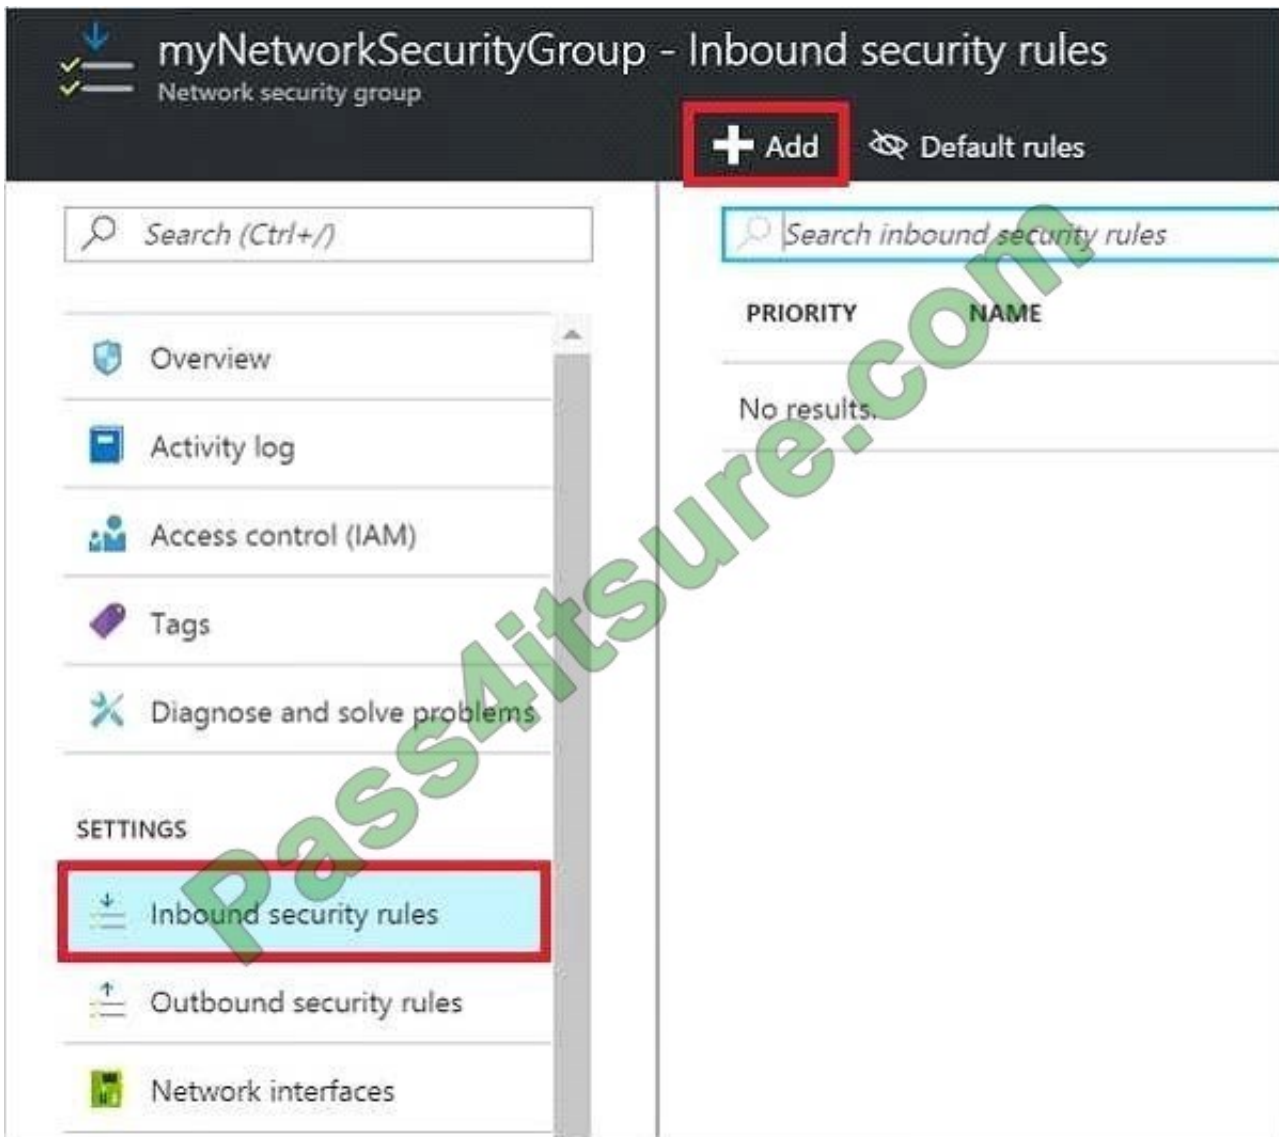 myNetworkSecurityGroup - Inbound security rules
Network security group
Add
Default rules
Search (Ctrl+/)
Search inbound security rules
PRIORITY
NAME
No results.
Overview
Activity log
Access control (IAM)
Tags
Diagnose and solve problems
SETTINGS
Inbound security rules
Outbound security rules
Network interfaces
Pass4itsure.com